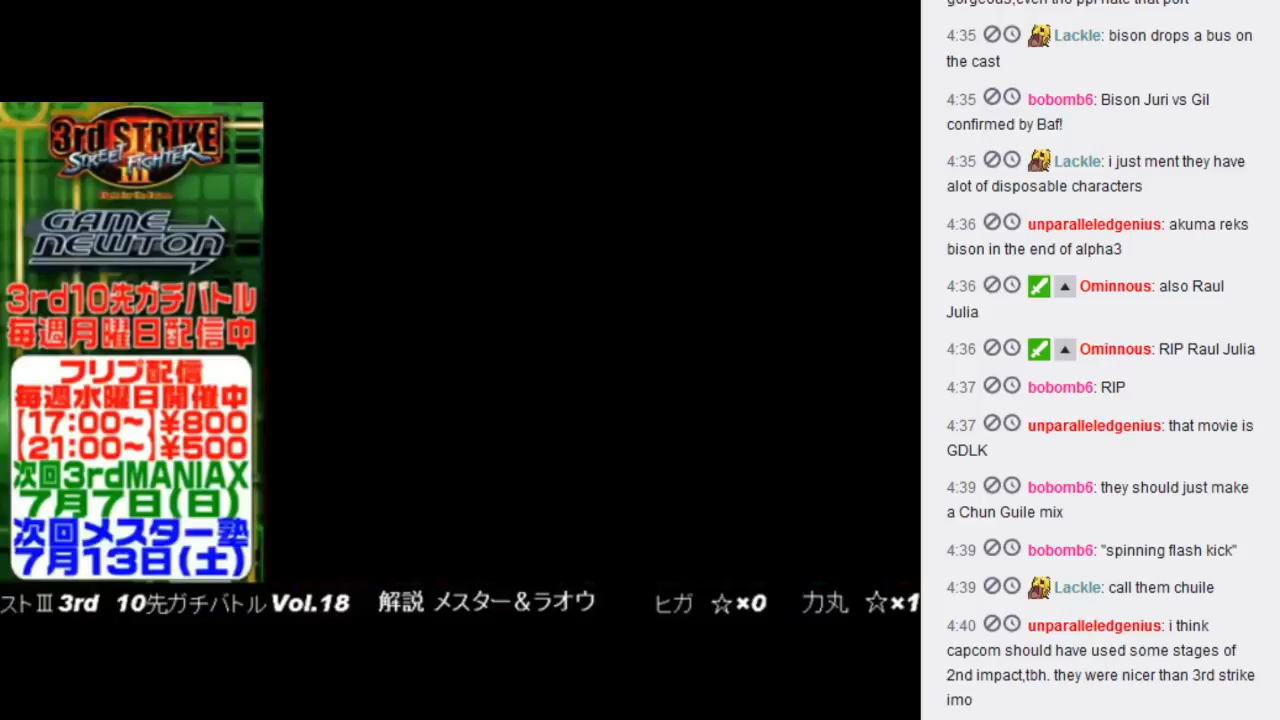 3rd STRIKE
STREET FIGHTER
III
GAME
NEWTON
3rd10先ガチバトル
毎週月曜日配信中
フリプ配信
毎週水曜日開催中
[17:00~]¥800
[21:00~]¥500
次回3rdMANIAX
7月7日(日)
次回メスター塾
7月13日(土)
ストⅢ 3rd 10先ガチバトル Vol.18 解説 メスター&ラオウ ヒガ ☆×0 力丸 ☆×1
4:35 Lackle: bison drops a bus on
the cast
4:35 bobomb6: Bison Juri vs Gil
confirmed by Baf!
4:35 Lackle: i just ment they have
alot of disposable characters
4:36 unparalleledgenius: akuma reks
bison in the end of alpha3
4:36 Ominnous: also Raul
Julia
4:36 Ominnous: RIP Raul Julia
4:37 bobomb6: RIP
4:37 unparalleledgenius: that movie is
GDLK
4:39 bobomb6: they should just make
a Chun Guile mix
4:39 bobomb6: "spinning flash kick"
4:39 Lackle: call them chuile
4:40 unparalleledgenius: i think
capcom should have used some stages of
2nd impact,tbh. they were nicer than 3rd strike
imo